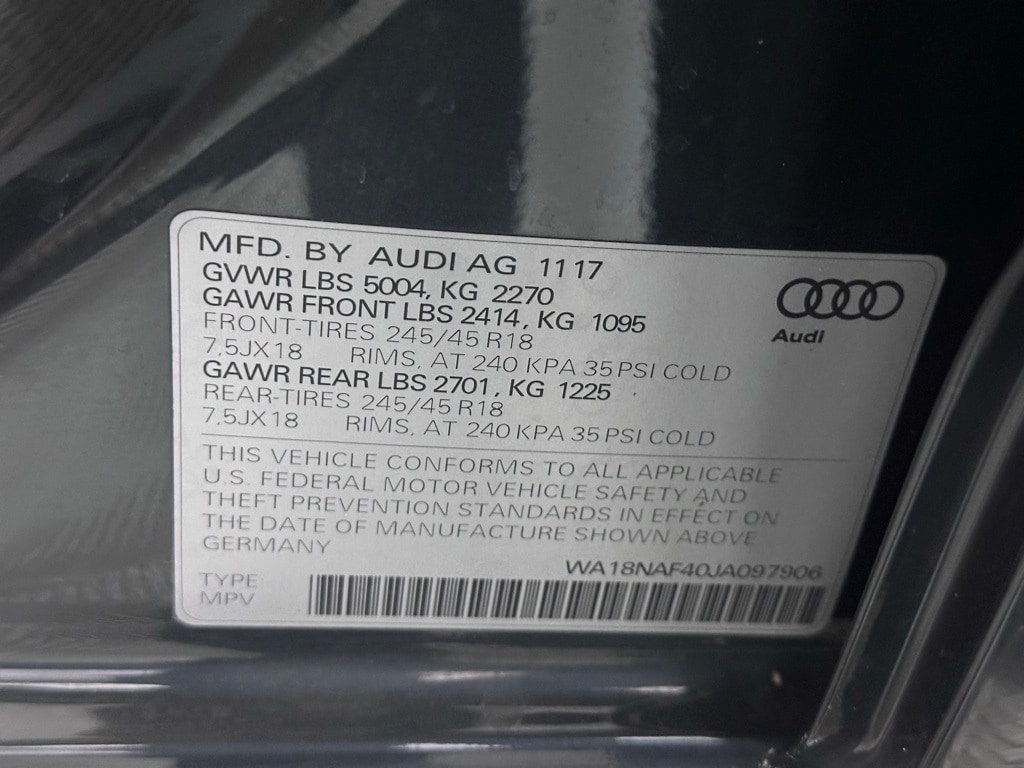 MFD. BY AUDI AG 11 17
GVWR LBS 5004, KG 2270
GAWR FRONT LBS 2414, KG 1095
FRONT-TIRES 245/45 R18
7,5JX18 RIMS, AT 240 KPA 35 PSI COLD
GAWR REAR LBS 2701, KG 1225
REAR-TIRES 245/45 R18
7,5JX18 RIMS, AT 240 KPA 35 PSI COLD
Audi
THIS VEHICLE CONFORMS TO ALL APPLICABLE
U.S. FEDERAL MOTOR VEHICLE SAFETY AND
THEFT PREVENTION STANDARDS IN EFFECT ON
THE DATE OF MANUFACTURE SHOWN ABOVE
GERMANY
WA18NAF40JA097906
TYPE:
MPV